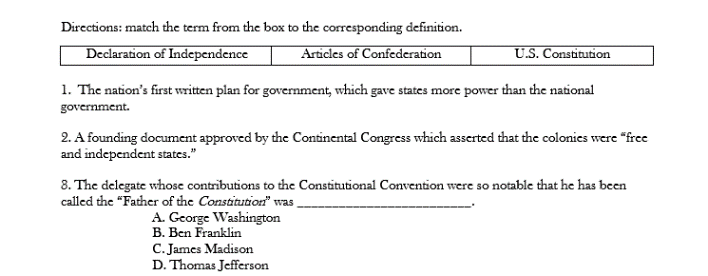 Directions: match the term from the box to the corresponding definition.
Declaration of Independence Articles of Confederation U.S. Constitution
1. The nation's first written plan for government, which gave states more power than the national
government.
2. A founding document approved by the Continental Congress which asserted that the colonies were "free
and independent states."
3. The delegate whose contributions to the Constitutional Convention were so notable that he has been
called the "Father of the Constitution" was ________________________.
A. George Washington
B. Ben Franklin
C. James Madison
D. Thomas Jefferson